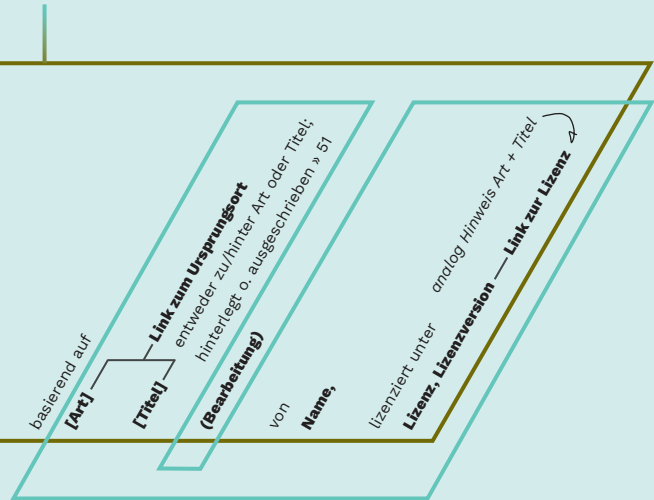 basierend auf
[Art]
[Titel]
Link zum Ursprungsort
entweder zu/hinter Art oder Titel;
hinterlegt o. ausgeschrieben » 51
(Bearbeitung)
von
Name,
lizenziert unter
Lizenz, Lizenzversion
analog Hinweis Art + Titel
Link zur Lizenz